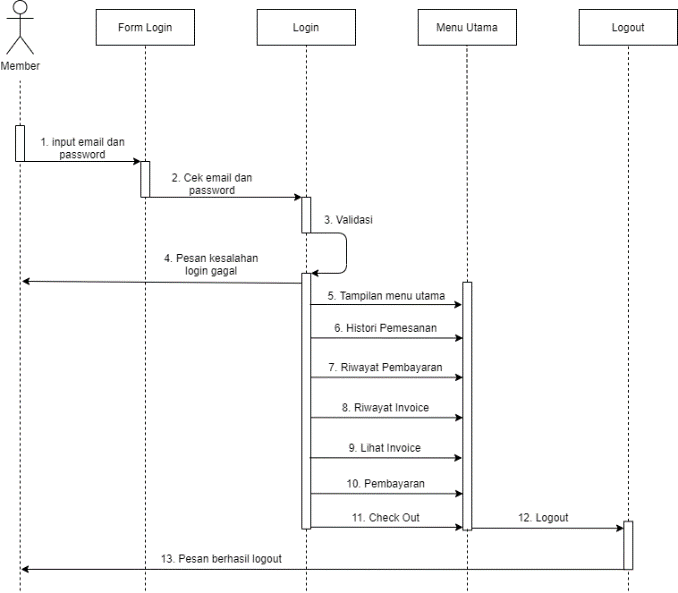 Form Login
Login
Menu Utama
Logout
Member
1. input email dan
password
2. Cek email dan
password
3. Validasi
4. Pesan kesalahan
login gagal
5. Tampilan menu utama
6. Histori Pemesanan
7. Riwayat Pembayaran
8. Riwayat Invoice
9. Lihat Invoice
10. Pembayaran
11. Check Out
12. Logout
13. Pesan berhasil logout